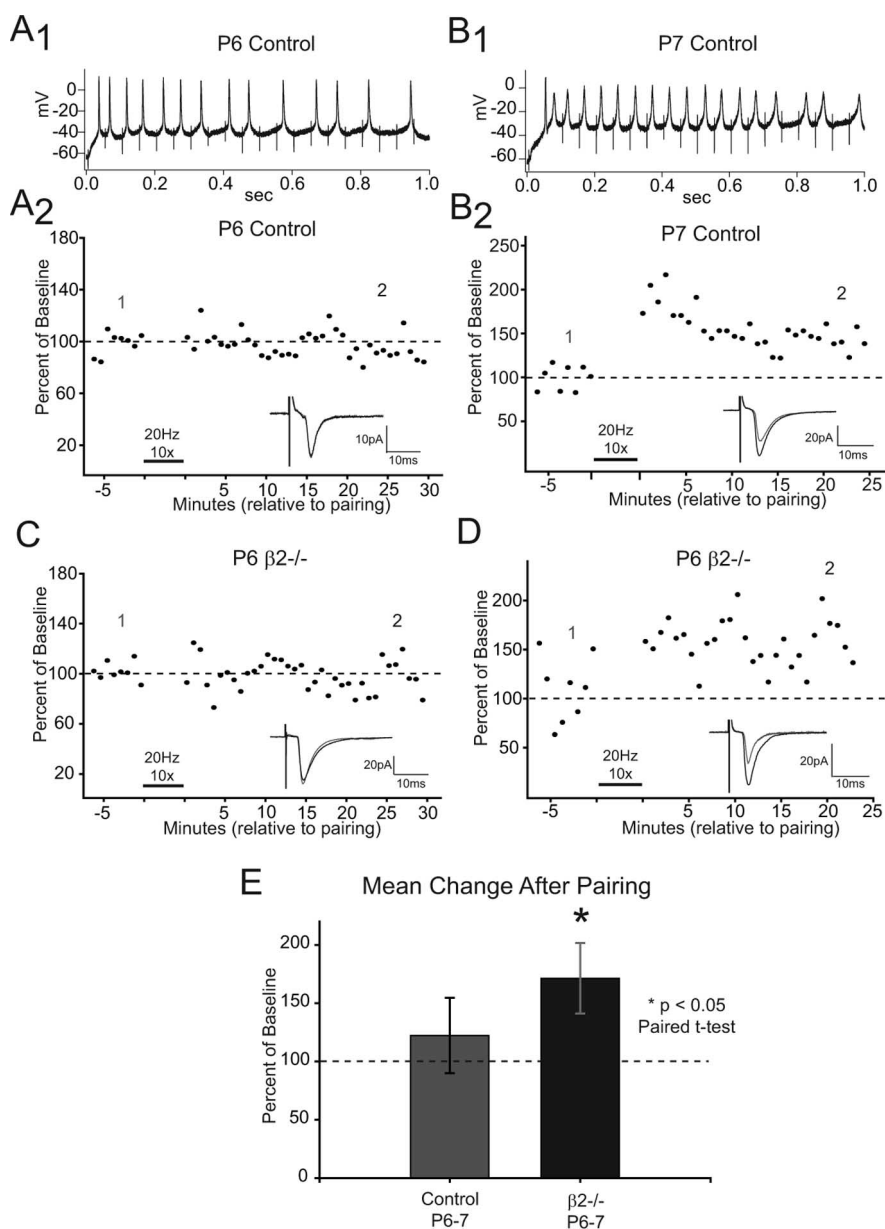 A1
P6 Control
mV
0
-20
-40
-60
0.0 0.2 0.4 0.6 0.8 1.0
sec
B1
P7 Control
mV
0
-20
-40
-60
0.0 0.2 0.4 0.6 0.8 1.0
sec
A2
P6 Control
Percent of Baseline
180
140
100
60
20
1
2
20Hz
10x
10pA
10ms
-5 5 10 15 20 25 30
Minutes (relative to pairing)
B2
P7 Control
Percent of Baseline
250
200
150
100
50
1
2
20Hz
10x
20pA
10ms
-5 5 10 15 20 25
Minutes (relative to pairing)
C
P6 β2-/-
Percent of Baseline
180
140
100
60
20
1
2
20Hz
10x
20pA
10ms
-5 5 10 15 20 25 30
Minutes (relative to pairing)
D
P6 β2-/-
Percent of Baseline
200
150
100
50
1
2
20Hz
10x
20pA
10ms
-5 5 10 15 20 25
Minutes (relative to pairing)
E
Mean Change After Pairing
Percent of Baseline
200
150
100
50
0
*
* p < 0.05
Paired t-test
Control
P6-7
β2-/-
P6-7